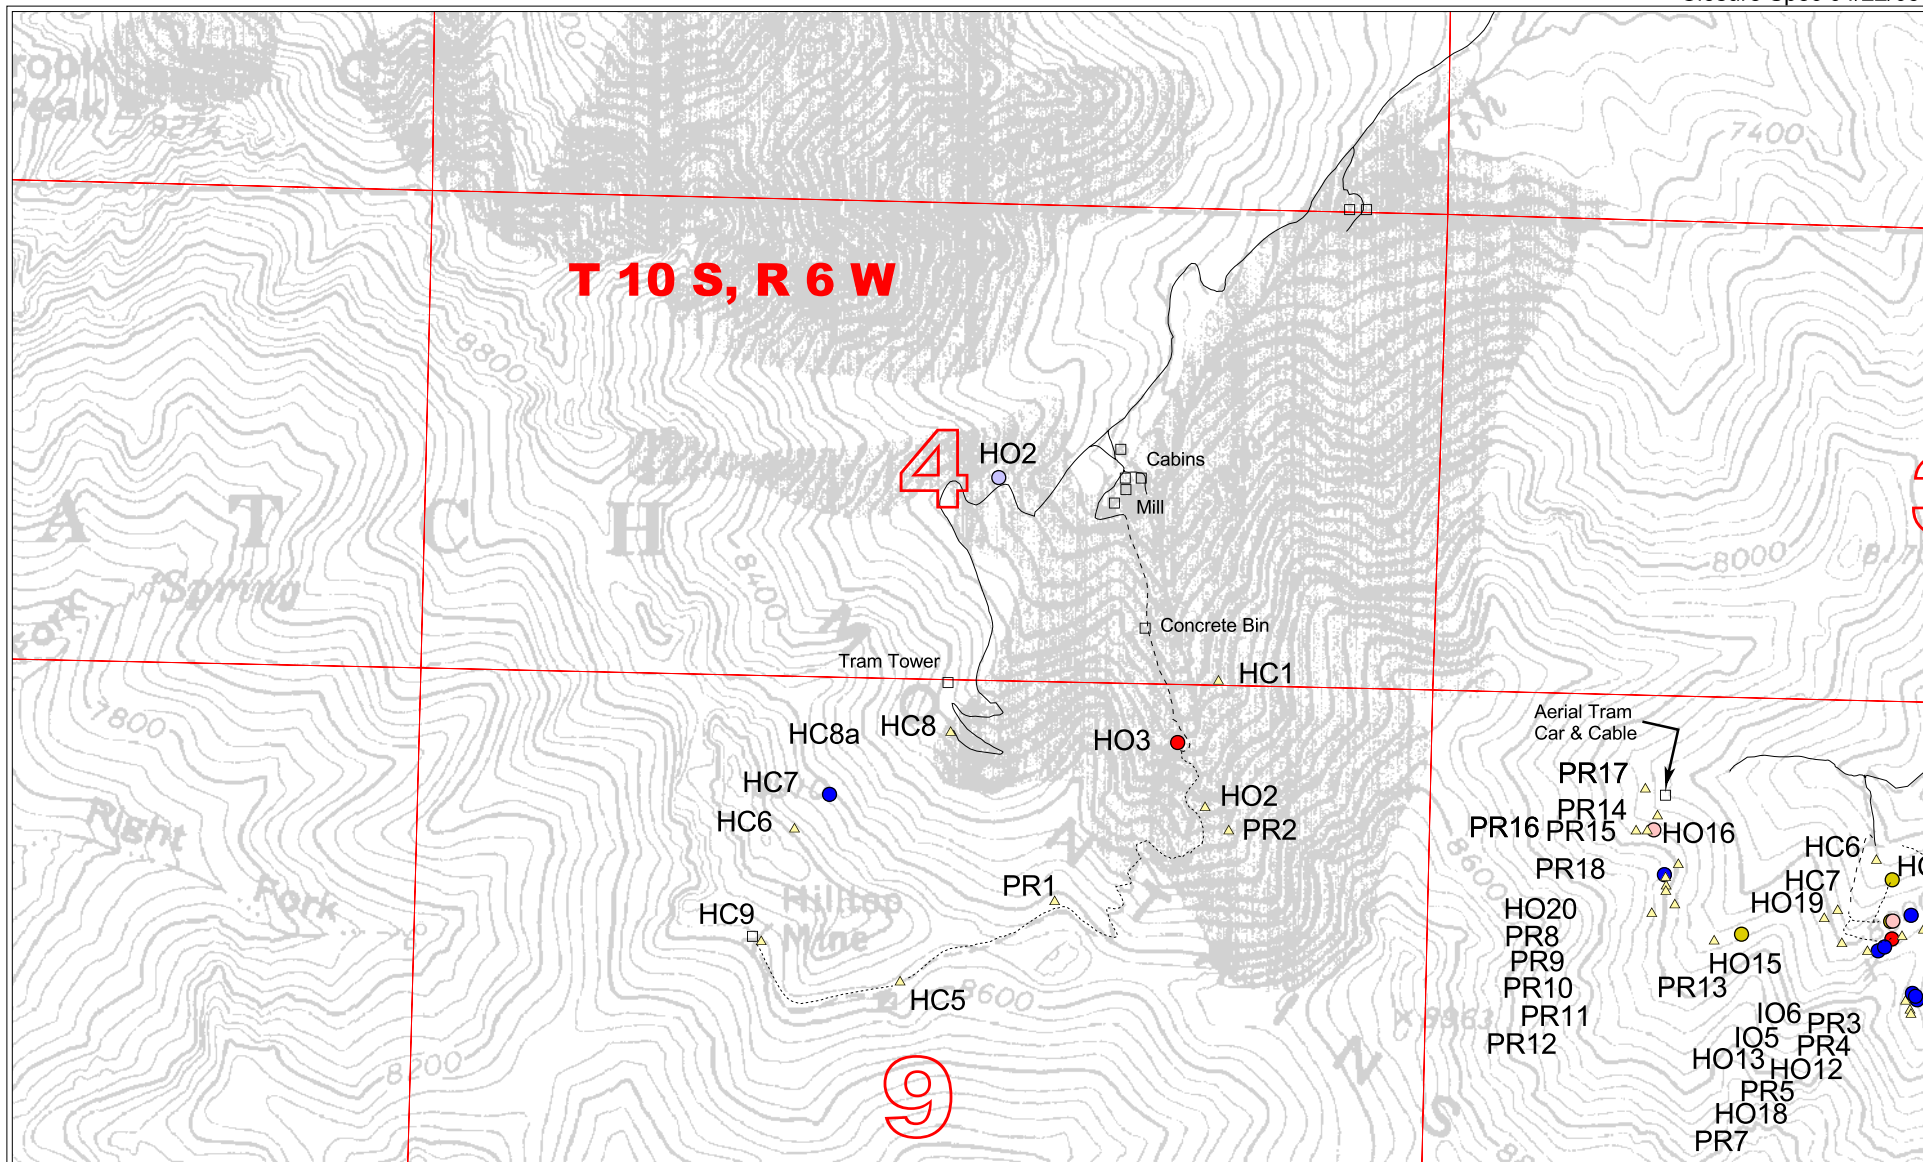 7400
T 10 S, R 6 W
8800
4
HO2
Cabins
Mill
A T C H
8000
Spring
8400
Concrete Bin
Tram Tower
HC1
7800
HC8
HC8a
HO3
Aerial Tram
Car & Cable
HC7
PR17
HO2
PR14
HC6
PR2
PR16
PR15
HO16
Right
HC6
PR18
8600
PR1
HC7
Fork
Hilltop
Mine
HO19
HC9
HO20
PR8
PR9
HO15
PR10
PR13
HC5
8600
PR11
IO6
PR3
PR12
IO5
PR4
HO13
HO12
9
PR5
HO18
PR7